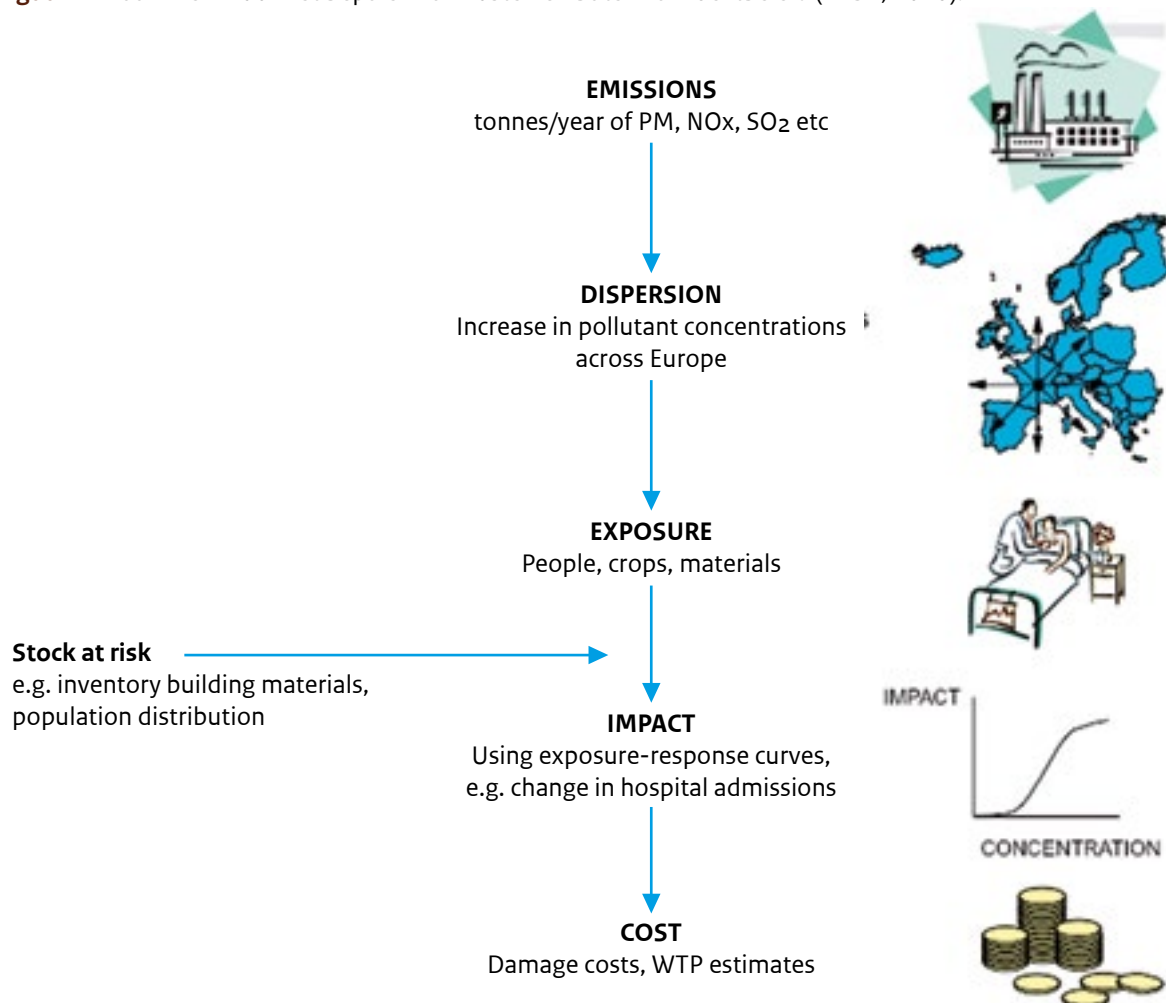 EMISSIONS
tonnes/year of PM, NOx, SO2 etc
DISPERSION
Increase in pollutant concentrations
across Europe
EXPOSURE
People, crops, materials
Stock at risk
e.g. inventory building materials,
population distribution
IMPACT
Using exposure-response curves,
e.g. change in hospital admissions
IMPACT
CONCENTRATION
COST
Damage costs, WTP estimates